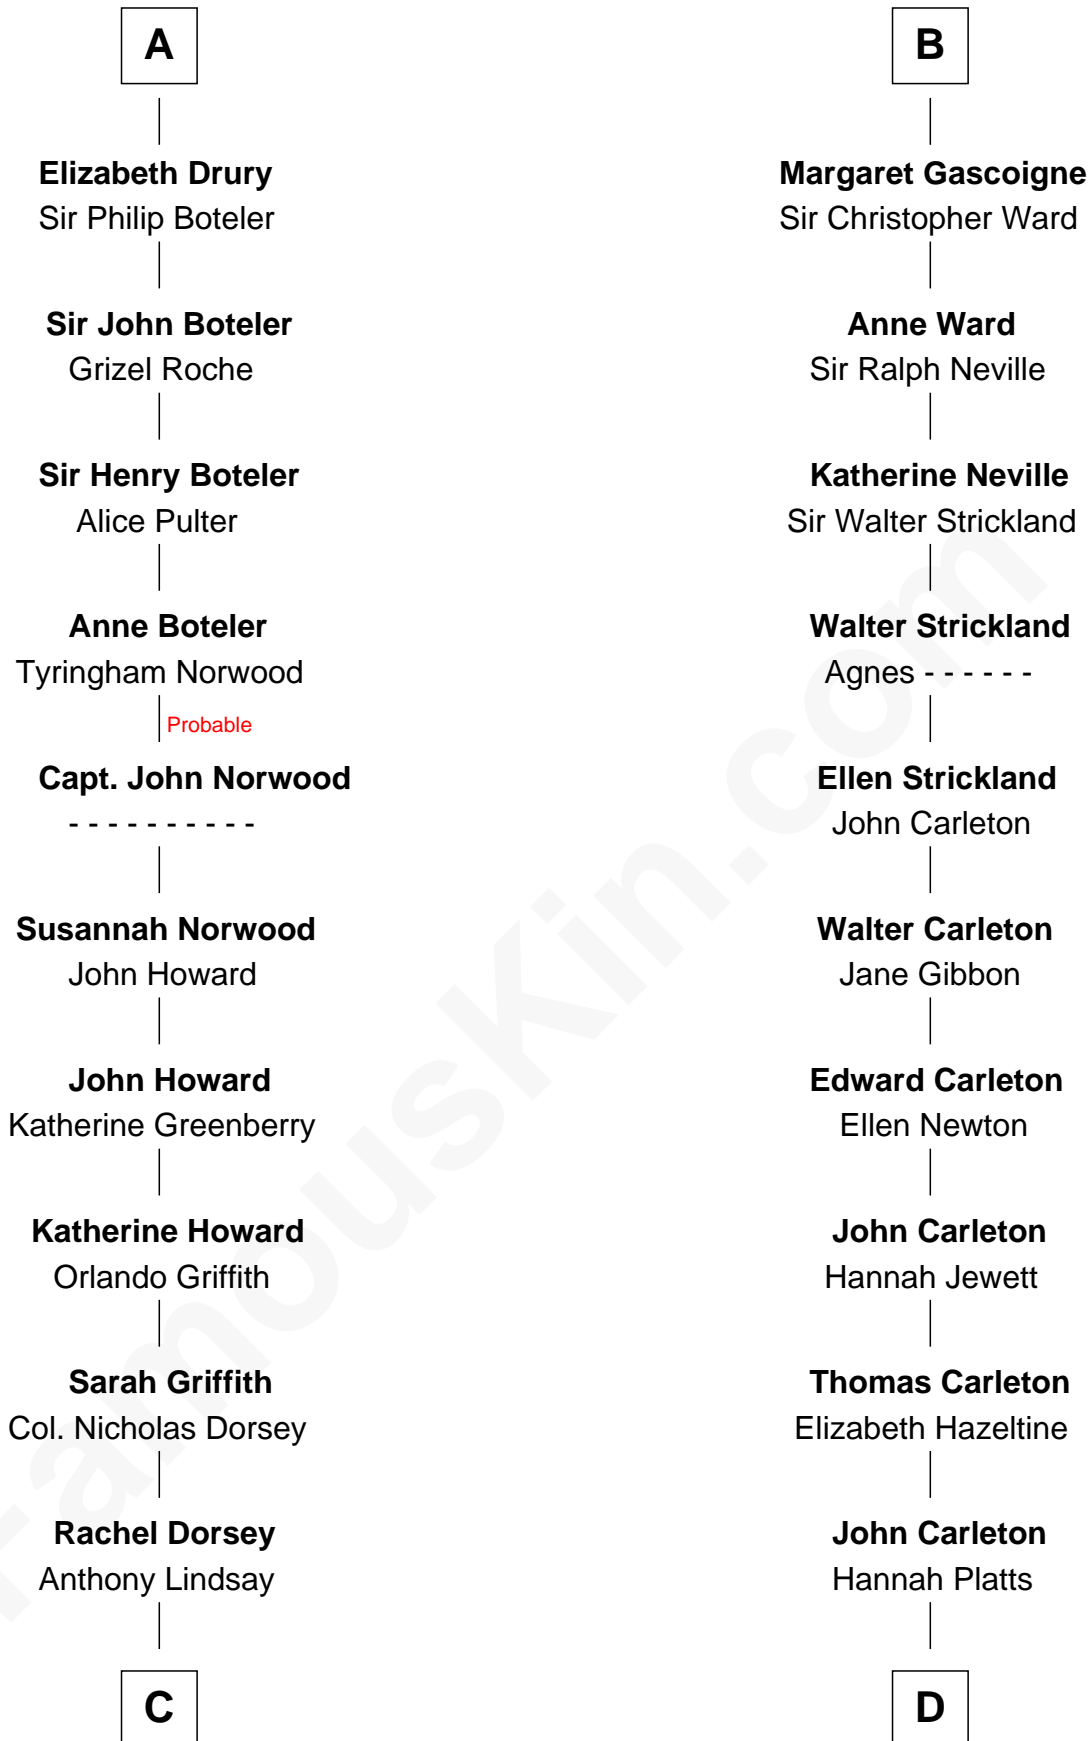 A
Elizabeth Drury
Sir Philip Boteler
Sir John Boteler
Grizel Roche
Sir Henry Boteler
Alice Pulter
Anne Boteler
Tyringham Norwood
Probable
Capt. John Norwood
- - - - - - - - - -
Susannah Norwood
John Howard
John Howard
Katherine Greenberry
Katherine Howard
Orlando Griffith
Sarah Griffith
Col. Nicholas Dorsey
Rachel Dorsey
Anthony Lindsay
C
B
Margaret Gascoigne
Sir Christopher Ward
Anne Ward
Sir Ralph Neville
Katherine Neville
Sir Walter Strickland
Walter Strickland
Agnes - - - - - -
Ellen Strickland
John Carleton
Walter Carleton
Jane Gibbon
Edward Carleton
Ellen Newton
John Carleton
Hannah Jewett
Thomas Carleton
Elizabeth Hazeltine
John Carleton
Hannah Platts
D
FamousKin.com